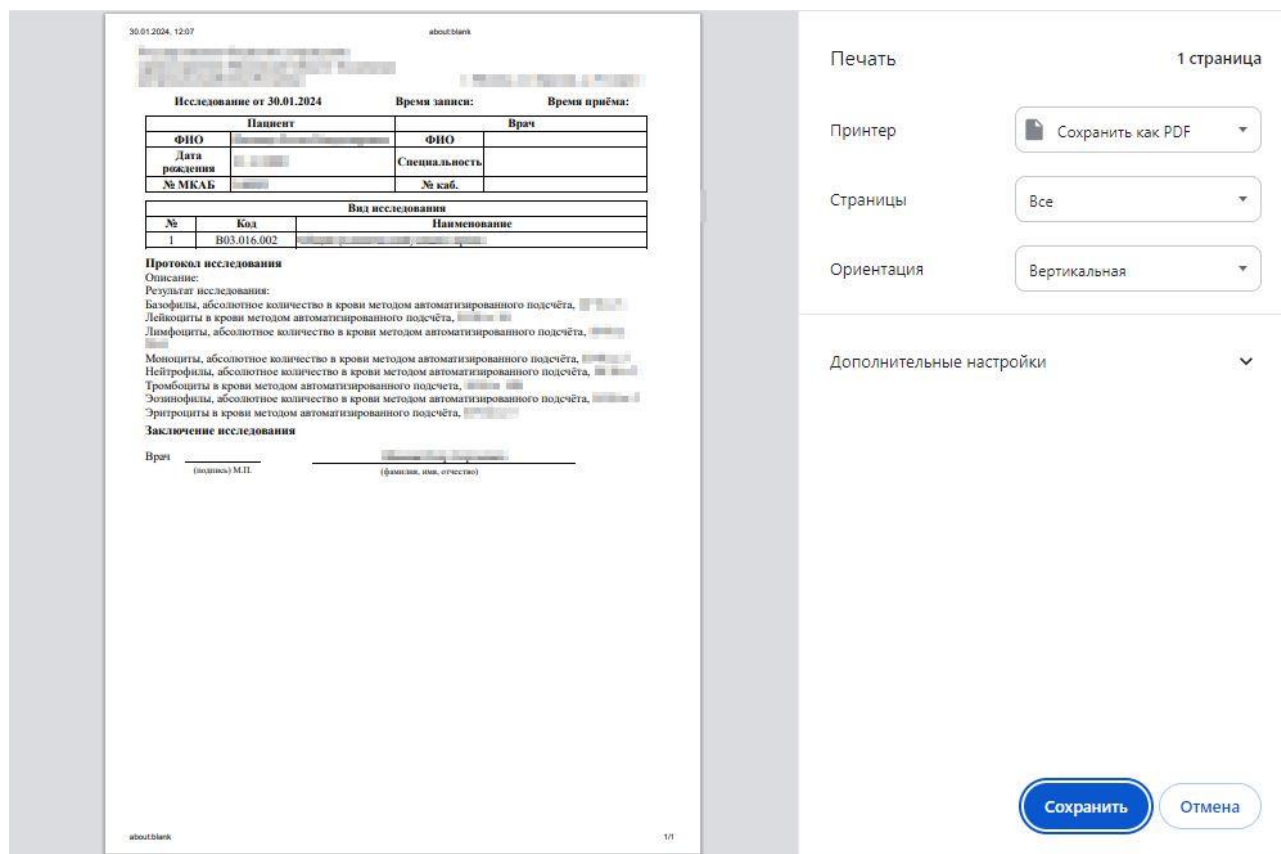 30.01.2024, 12:07 about:blank
Исследование от 30.01.2024 Время записи: Время приёма:
Пациент Врач
ФИО ФИО
Дата рождения Специальность
№ МКАБ № каб.
Вид исследования
№ Код Наименование
1 B03.016.002
Протокол исследования
Описание:
Результат исследования:
Базофилы, абсолютное количество в крови методом автоматизированного подсчёта,
Лейкоциты в крови методом автоматизированного подсчёта,
Лимфоциты, абсолютное количество в крови методом автоматизированного подсчёта,
Моноциты, абсолютное количество в крови методом автоматизированного подсчёта,
Нейтрофилы, абсолютное количество в крови методом автоматизированного подсчёта,
Тромбоциты в крови методом автоматизированного подсчета,
Эозинофилы, абсолютное количество в крови методом автоматизированного подсчёта,
Эритроциты в крови методом автоматизированного подсчёта,
Заключение исследования
Врач
(подпись) М.П. (фамилия, имя, отчество)
about:blank 1/1
Печать 1 страница
Принтер Сохранить как PDF
Страницы Все
Ориентация Вертикальная
Дополнительные настройки
Сохранить Отмена